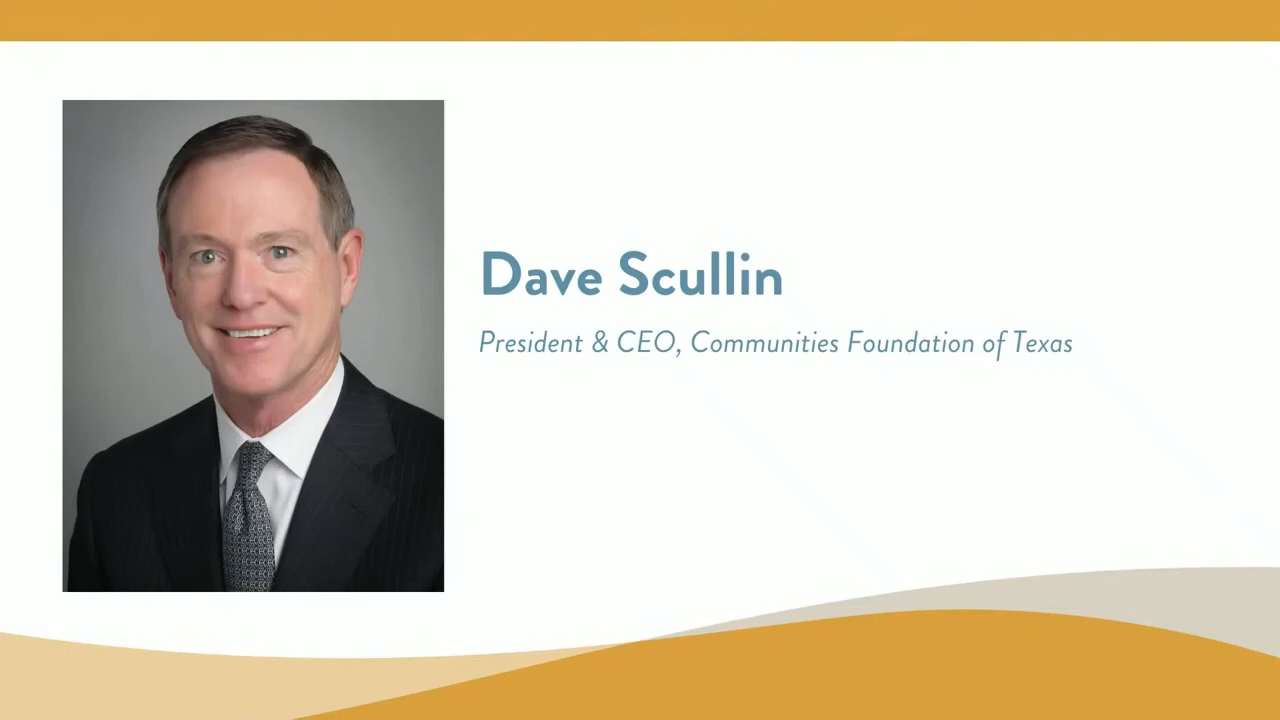 Dave Scullin
President & CEO, Communities Foundation of Texas